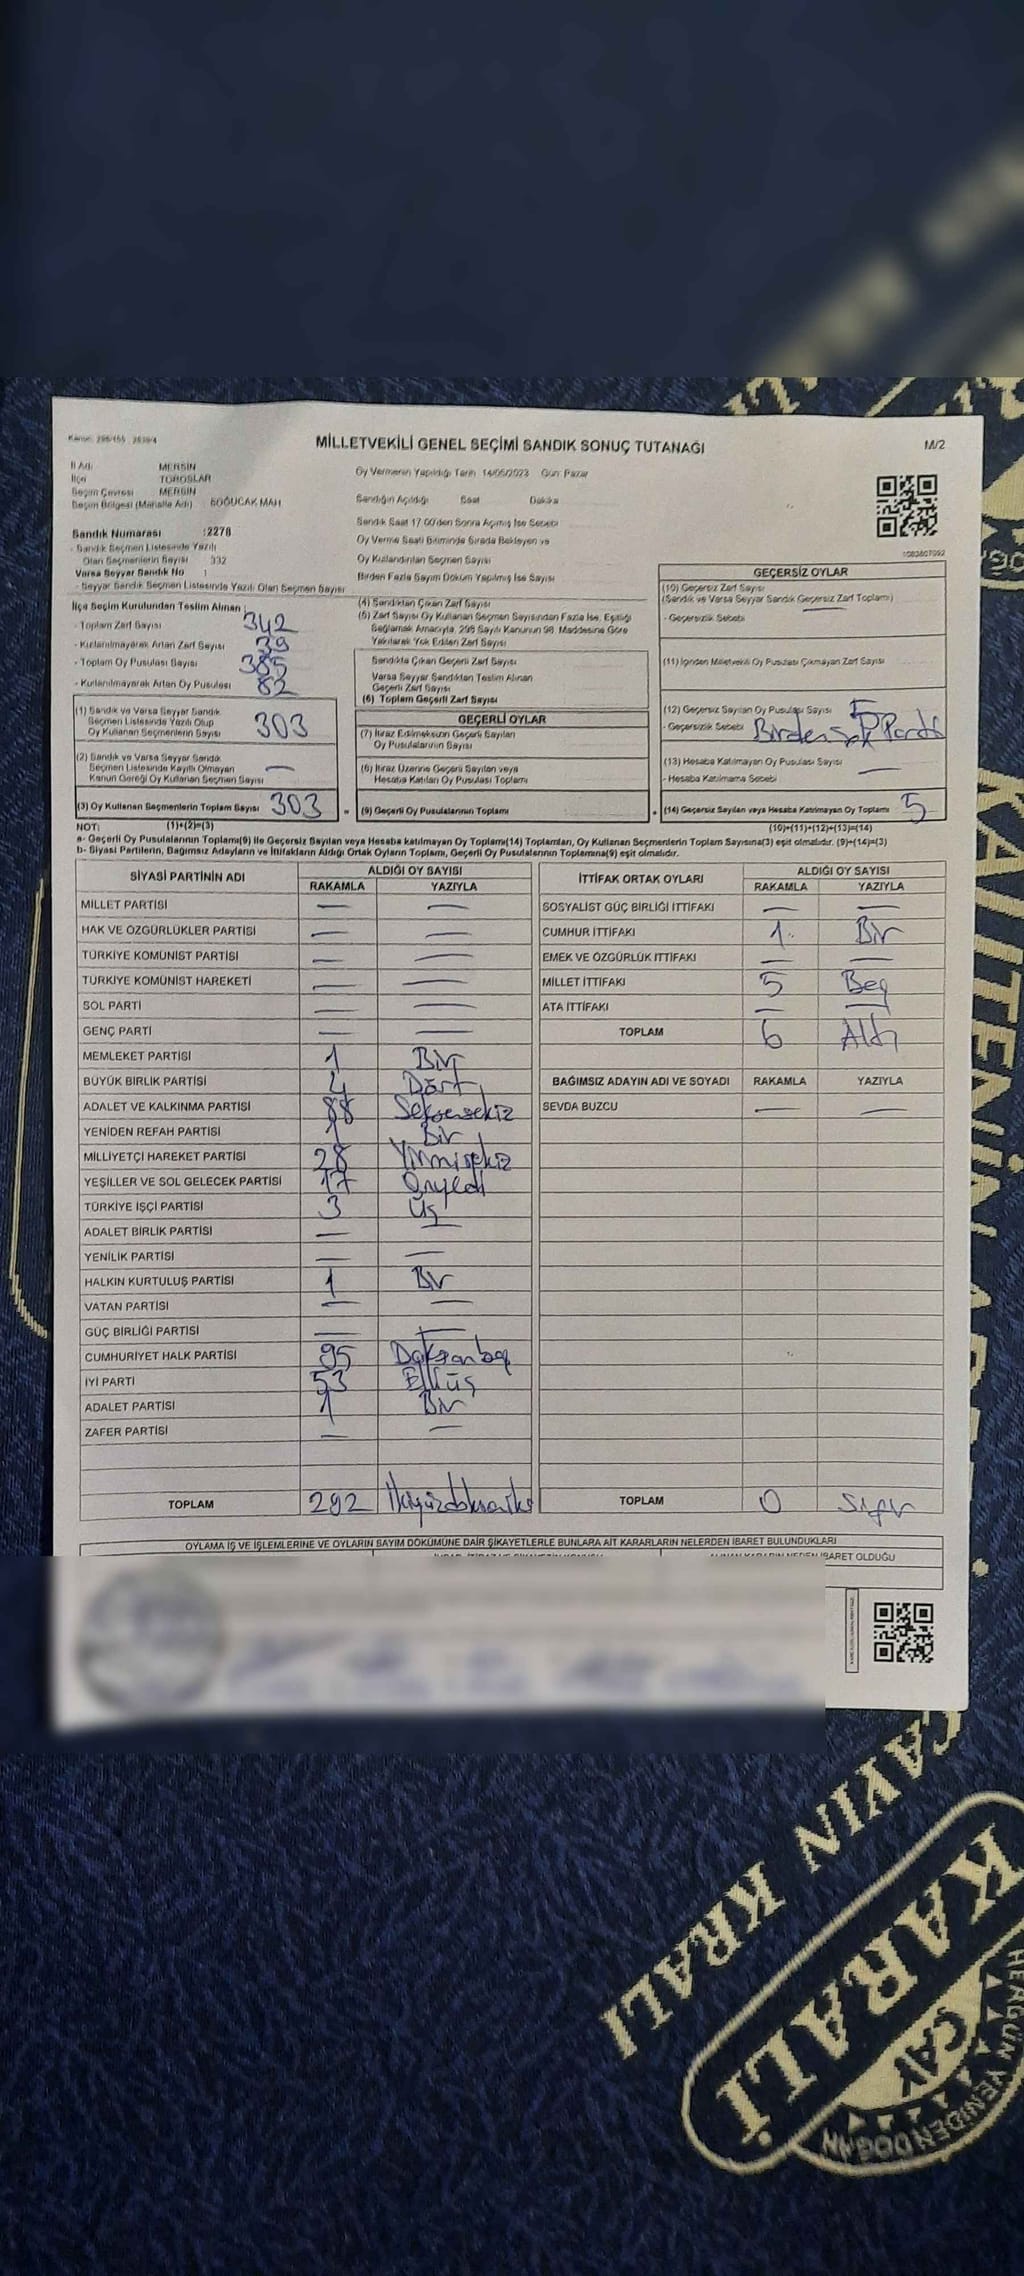 Kanun: 298/155 , 2839/4
MİLLETVEKİLİ GENEL SEÇİMİ SANDIK SONUÇ TUTANAĞI
M/2
İl Adı MERSİN
İlçe TOROSLAR
Seçim Çevresi MERSİN
Seçim Bölgesi (Mahalle Adı) SOĞUCAK MAH
Oy Vermenin Yapıldığı Tarih 14/05/2023 Gün: Pazar
Sandığın Açıldığı Saat Dakika
Sandık Saat 17:00'den Sonra Açılmış İse Sebebi
Oy Verme Saati Bitiminde Sırada Bekleyen ve
Oy Kullandırılan Seçmen Sayısı
Birden Fazla Sayım Döküm Yapılmış İse Sayısı
Sandık Numarası :2278
- Sandık Seçmen Listesinde Yazılı
Olan Seçmenlerin Sayısı 332
Varsa Seyyar Sandık No :
- Seyyar Sandık Seçmen Listesinde Yazılı Olan Seçmen Sayısı
İlçe Seçim Kurulundan Teslim Alınan :
- Toplam Zarf Sayısı 342
- Kullanılmayarak Artan Zarf Sayısı 39
- Toplam Oy Pusulası Sayısı 385
- Kullanılmayarak Artan Oy Pusulası 82
(1) Sandık ve Varsa Seyyar Sandık
Seçmen Listesinde Yazılı Olup
Oy Kullanan Seçmenlerin Sayısı 303
(2) Sandık ve Varsa Seyyar Sandık
Seçmen Listesinde Kayıtlı Olmayan
Kanun Gereği Oy Kullanan Seçmen Sayısı —
(3) Oy Kullanan Seçmenlerin Toplam Sayısı 303
(1)+(2)=(3)
(4) Sandıktan Çıkan Zarf Sayısı
(5) Zarf Sayısı Oy Kullanan Seçmen Sayısından Fazla İse, Eşitliği
Sağlamak Amacıyla, 298 Sayılı Kanunun 98. Maddesine Göre
Yakılarak Yok Edilen Zarf Sayısı
Sandıkta Çıkan Geçerli Zarf Sayısı
Varsa Seyyar Sandıktan Teslim Alınan
Geçerli Zarf Sayısı
(6) Toplam Geçerli Zarf Sayısı
GEÇERLİ OYLAR
(7) İtiraz Edilmeksizin Geçerli Sayılan
Oy Pusulalarının Sayısı
(8) İtiraz Üzerine Geçerli Sayılan veya
Hesaba Katılan Oy Pusulası Toplamı
= (9) Geçerli Oy Pusulalarının Toplamı
1083807092
GEÇERSİZ OYLAR
(10) Geçersiz Zarf Sayısı
(Sandık ve Varsa Seyyar Sandık Geçersiz Zarf Toplamı) —
- Geçersizlik Sebebi
(11) İçinden Milletvekili Oy Pusulası Çıkmayan Zarf Sayısı
(12) Geçersiz Sayılan Oy Pusulası Sayısı 5
- Geçersizlik Sebebi Birden çok Parti
(13) Hesaba Katılmayan Oy Pusulası Sayısı —
- Hesaba Katılmama Sebebi
+ (14) Geçersiz Sayılan veya Hesaba Katılmayan Oy Toplamı 5
(10)+(11)+(12)+(13)=(14)
NOT:
a- Geçerli Oy Pusulalarının Toplamı(9) ile Geçersiz Sayılan veya Hesaba katılmayan Oy Toplamı(14) Toplamları, Oy Kullanan Seçmenlerin Toplam Sayısına(3) eşit olmalıdır. (9)+(14)=(3)
b- Siyasi Partilerin, Bağımsız Adayların ve İttifakların Aldığı Ortak Oyların Toplamı, Geçerli Oy Pusulalarının Toplamına(9) eşit olmalıdır.
SİYASİ PARTİNİN ADI ALDIĞI OY SAYISI
RAKAMLA YAZIYLA
MİLLET PARTİSİ — —
HAK VE ÖZGÜRLÜKLER PARTİSİ — —
TÜRKİYE KOMÜNİST PARTİSİ — —
TÜRKİYE KOMÜNİST HAREKETİ — —
SOL PARTİ — —
GENÇ PARTİ — —
MEMLEKET PARTİSİ 1 Bir
BÜYÜK BİRLİK PARTİSİ 4 Dört
ADALET VE KALKINMA PARTİSİ 88 Seksensekiz
YENİDEN REFAH PARTİSİ 1 Bir
MİLLİYETÇİ HAREKET PARTİSİ 28 Yirmisekiz
YEŞİLLER VE SOL GELECEK PARTİSİ 17 Onyedi
TÜRKİYE İŞÇİ PARTİSİ 3 Üç
ADALET BİRLİK PARTİSİ — —
YENİLİK PARTİSİ — —
HALKIN KURTULUŞ PARTİSİ 1 Bir
VATAN PARTİSİ — —
GÜÇ BİRLİĞİ PARTİSİ — —
CUMHURİYET HALK PARTİSİ 95 Doksanbeş
İYİ PARTİ 53 Elliüç
ADALET PARTİSİ 1 Bir
ZAFER PARTİSİ — —
TOPLAM 292 İkiyüzdoksaniki
İTTİFAK ORTAK OYLARI ALDIĞI OY SAYISI
RAKAMLA YAZIYLA
SOSYALİST GÜÇ BİRLİĞİ İTTİFAKI — —
CUMHUR İTTİFAKI 1 Bir
EMEK VE ÖZGÜRLÜK İTTİFAKI — —
MİLLET İTTİFAKI 5 Beş
ATA İTTİFAKI — —
TOPLAM 6 Altı
BAĞIMSIZ ADAYIN ADI VE SOYADI RAKAMLA YAZIYLA
SEVDA BUZCU — —
TOPLAM 0 Sıfır
OYLAMA İŞ VE İŞLEMLERİNE VE OYLARIN SAYIM DÖKÜMÜNE DAİR ŞİKAYETLERLE BUNLARA AİT KARARLARIN NELERDEN İBARET BULUNDUKLARI
İBARET OLDUĞU
KALİTENİN
ÇAYIN KRALI
KARALİ
ÇAY
HERGÜN YENİDEN DOĞAN